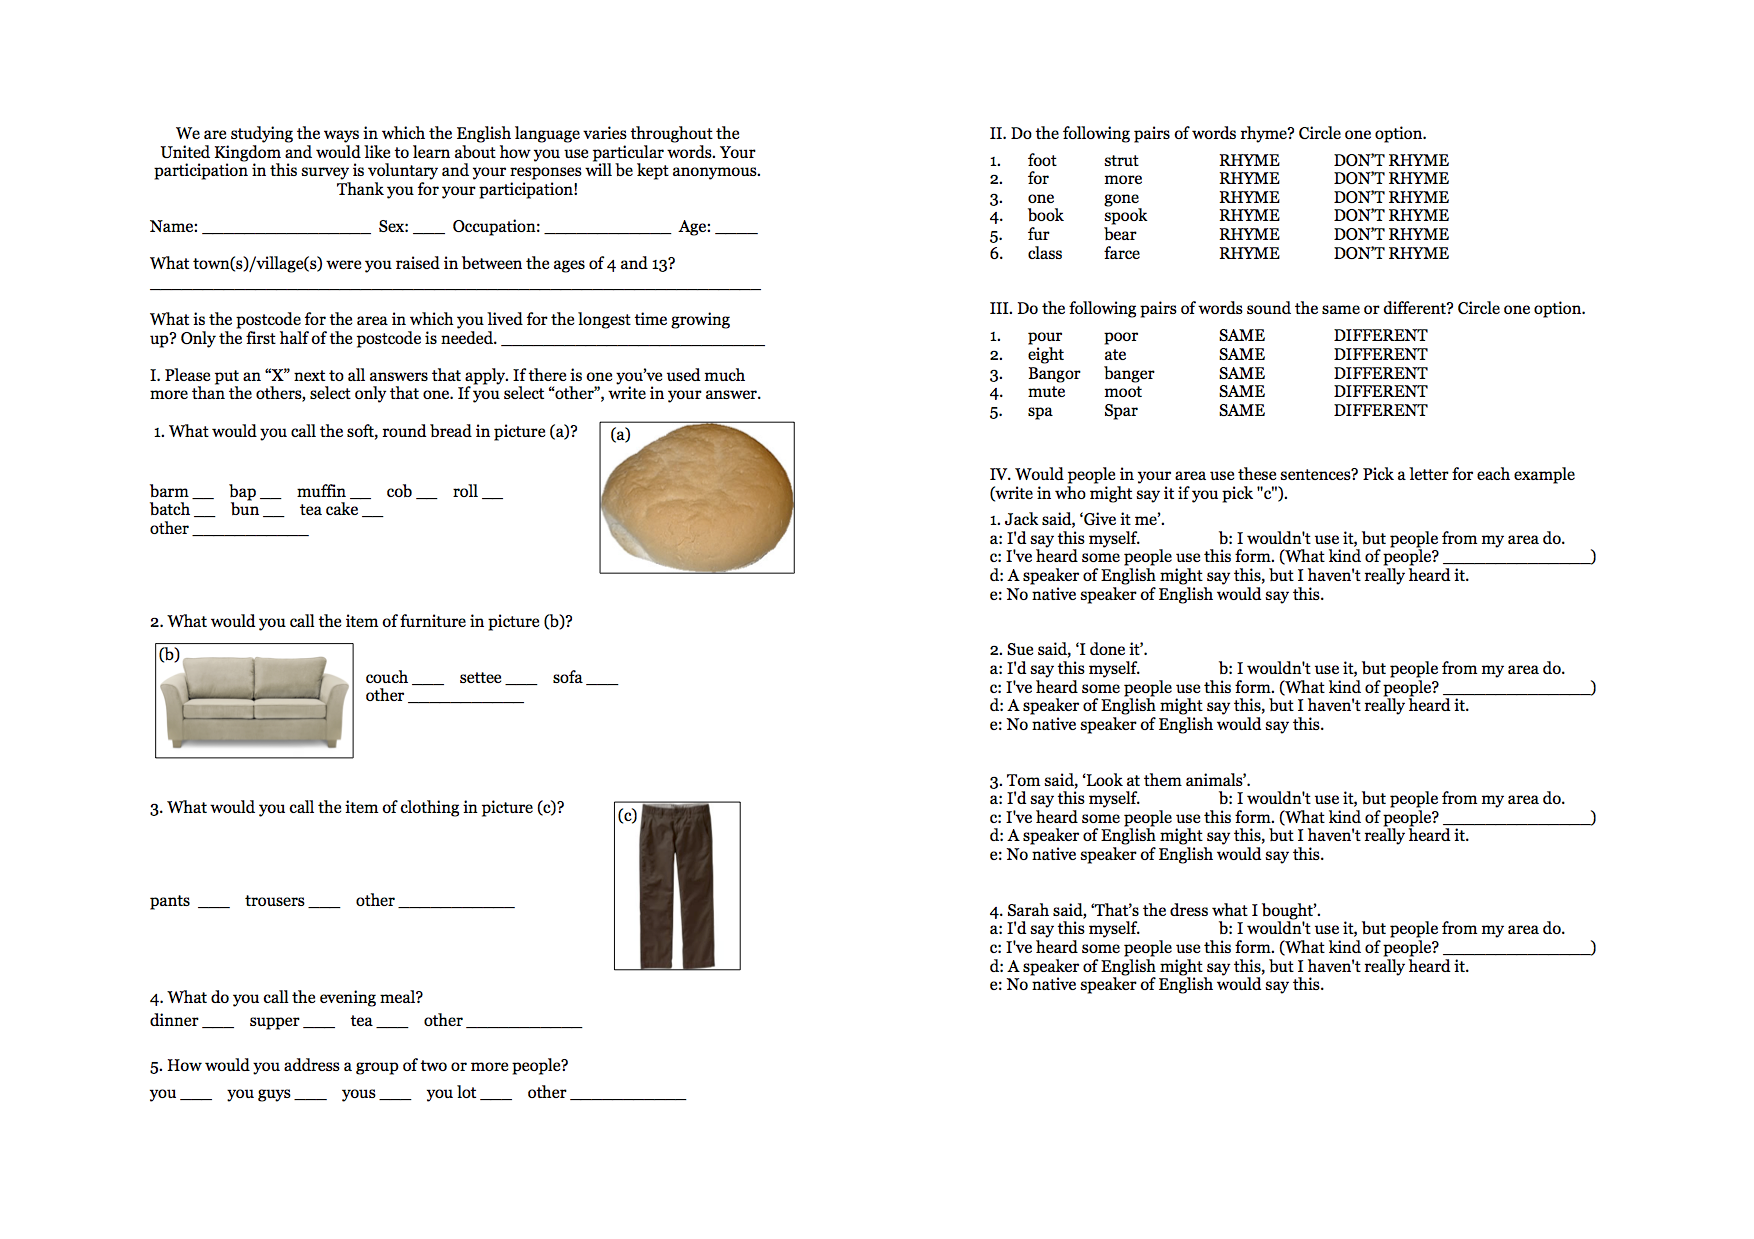 We are studying the ways in which the English language varies throughout the
United Kingdom and would like to learn about how you use particular words. Your
participation in this survey is voluntary and your responses will be kept anonymous.
Thank you for your participation!
Name: ____________________ Sex: ___ Occupation: _____________ Age: ____
What town(s)/village(s) were you raised in between the ages of 4 and 13?
What is the postcode for the area in which you lived for the longest time growing
up? Only the first half of the postcode is needed. _________________________
I. Please put an “X” next to all answers that apply. If there is one you’ve used much
more than the others, select only that one. If you select “other”, write in your answer.
1. What would you call the soft, round bread in picture (a)?
(a)
barm __ bap __ muffin __ cob __ roll __
batch __ bun __ tea cake __
other ___________
2. What would you call the item of furniture in picture (b)?
(b)
couch ___ settee ___ sofa ___
other ___________
3. What would you call the item of clothing in picture (c)?
(c)
pants ___ trousers ___ other ___________
4. What do you call the evening meal?
dinner ___ supper ___ tea ___ other ___________
5. How would you address a group of two or more people?
you ___ you guys ___ yous ___ you lot ___ other ___________
II. Do the following pairs of words rhyme? Circle one option.
1. foot strut RHYME DON’T RHYME
2. for more RHYME DON’T RHYME
3. one gone RHYME DON’T RHYME
4. book spook RHYME DON’T RHYME
5. fur bear RHYME DON’T RHYME
6. class farce RHYME DON’T RHYME
III. Do the following pairs of words sound the same or different? Circle one option.
1. pour poor SAME DIFFERENT
2. eight ate SAME DIFFERENT
3. Bangor banger SAME DIFFERENT
4. mute moot SAME DIFFERENT
5. spa Spar SAME DIFFERENT
IV. Would people in your area use these sentences? Pick a letter for each example
(write in who might say it if you pick "c").
1. Jack said, ‘Give it me’.
a: I'd say this myself. b: I wouldn't use it, but people from my area do.
c: I've heard some people use this form. (What kind of people? ______________)
d: A speaker of English might say this, but I haven't really heard it.
e: No native speaker of English would say this.
2. Sue said, ‘I done it’.
a: I'd say this myself. b: I wouldn't use it, but people from my area do.
c: I've heard some people use this form. (What kind of people? ______________)
d: A speaker of English might say this, but I haven't really heard it.
e: No native speaker of English would say this.
3. Tom said, ‘Look at them animals’.
a: I'd say this myself. b: I wouldn't use it, but people from my area do.
c: I've heard some people use this form. (What kind of people? ______________)
d: A speaker of English might say this, but I haven't really heard it.
e: No native speaker of English would say this.
4. Sarah said, ‘That’s the dress what I bought’.
a: I'd say this myself. b: I wouldn't use it, but people from my area do.
c: I've heard some people use this form. (What kind of people? ______________)
d: A speaker of English might say this, but I haven't really heard it.
e: No native speaker of English would say this.